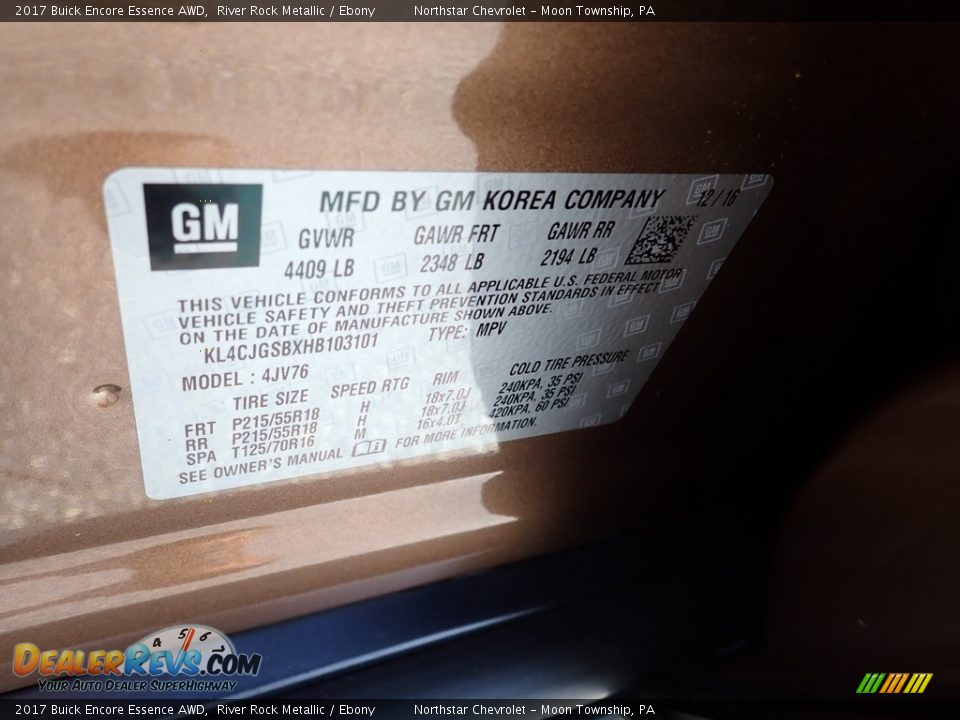 2017 Buick Encore Essence AWD, River Rock Metallic / Ebony Northstar Chevrolet - Moon Township, PA
GM MFD BY GM KOREA COMPANY 12/16
GVWR GAWR FRT GAWR RR
4409 LB 2348 LB 2194 LB
THIS VEHICLE CONFORMS TO ALL APPLICABLE U.S. FEDERAL MOTOR
VEHICLE SAFETY AND THEFT PREVENTION STANDARDS IN EFFECT
ON THE DATE OF MANUFACTURE SHOWN ABOVE.
KL4CJGSBXHB103101 TYPE: MPV
MODEL : 4JV76
TIRE SIZE SPEED RTG RIM COLD TIRE PRESSURE
FRT P215/55R18 H 18x7.0J 240KPA, 35 PSI
RR P215/55R18 H 18x7.0J 240KPA, 35 PSI
SPA T125/70R16 M 16x4.0T 420KPA, 60 PSI
SEE OWNER'S MANUAL FOR MORE INFORMATION.
4 5 6 7
DEALERREVS.COM
YOUR AUTO DEALER SUPERHIGHWAY
2017 Buick Encore Essence AWD, River Rock Metallic / Ebony Northstar Chevrolet - Moon Township, PA